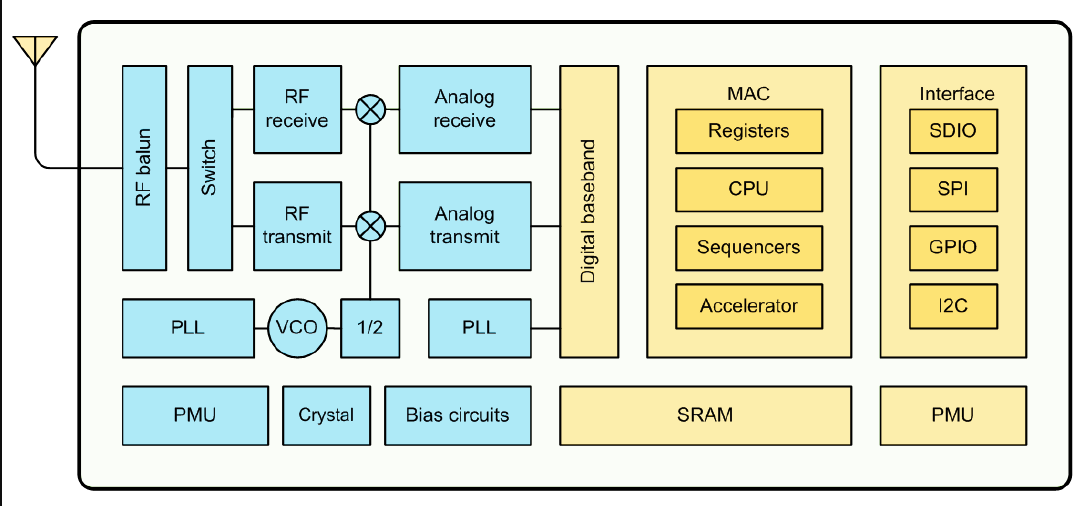 RF balun
Switch
RF
receive
Analog
receive
RF
transmit
Analog
transmit
Digital baseband
MAC
Registers
CPU
Sequencers
Accelerator
Interface
SDIO
SPI
GPIO
I2C
PLL
VCO
1/2
PLL
PMU
Crystal
Bias circuits
SRAM
PMU